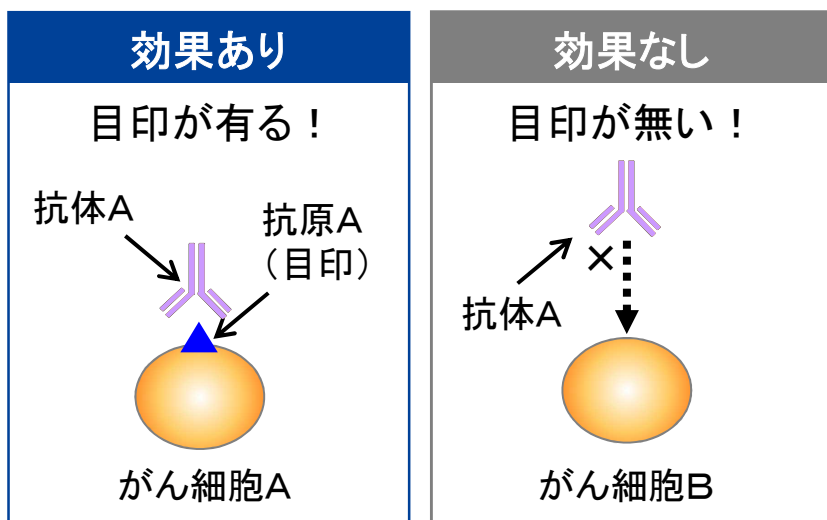 効果あり
目印が有る！
抗体Ａ
抗原Ａ
（目印）
がん細胞Ａ
効果なし
目印が無い！
×
抗体Ａ
がん細胞Ｂ